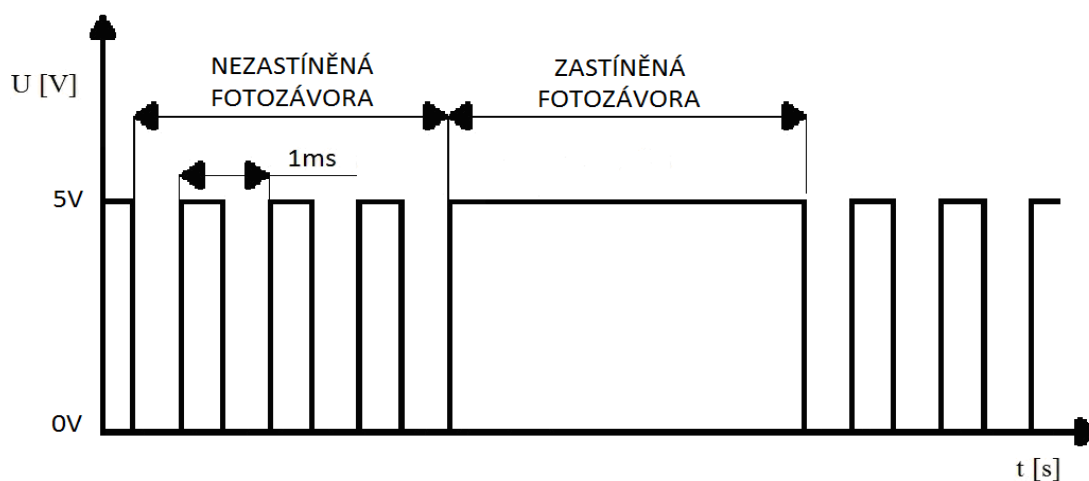 U [V]
NEZASTÍNĚNÁ
FOTOZÁVORA
ZASTÍNĚNÁ
FOTOZÁVORA
1ms
5V
0V
t [s]